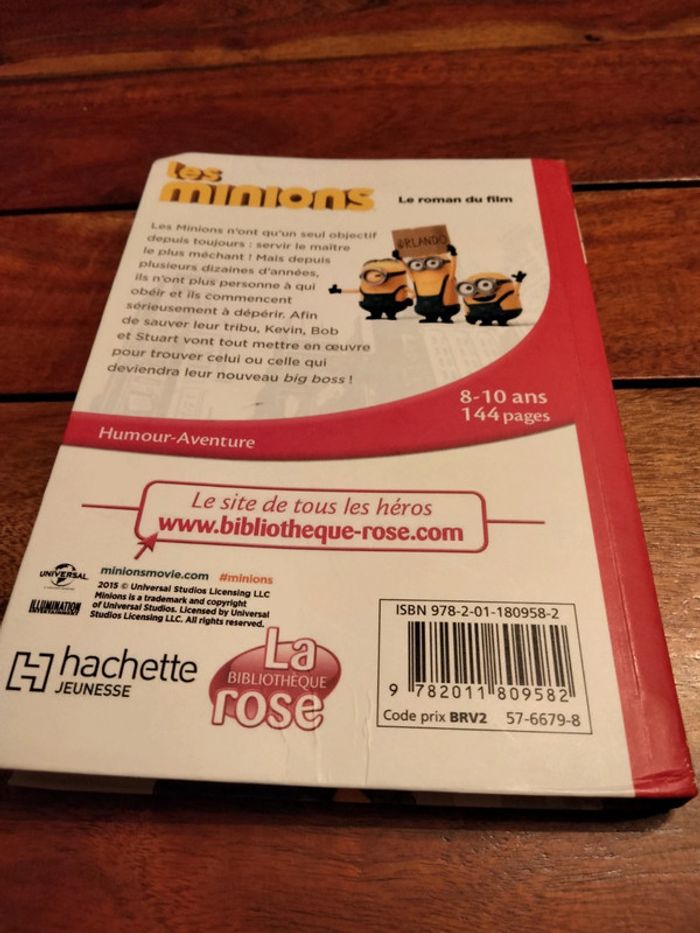 Les
minions
Le roman du film
Les Minions n'ont qu'un seul objectif
depuis toujours : servir le maître
le plus méchant ! Mais depuis
plusieurs dizaines d'années,
ils n'ont plus personne à qui
obéir et ils commencent
sérieusement à dépérir. Afin
de sauver leur tribu, Kevin, Bob
et Stuart vont tout mettre en œuvre
pour trouver celui ou celle qui
deviendra leur nouveau big boss !
ORLANDO
8-10 ans
144 pages
Humour-Aventure
Le site de tous les héros
www.bibliotheque-rose.com
UNIVERSAL
ILLUMINATION
ENTERTAINMENT
minionsmovie.com #minions
2015 © Universal Studios Licensing LLC
Minions is a trademark and copyright
of Universal Studios. Licensed by Universal
Studios Licensing LLC. All rights reserved.
hachette
JEUNESSE
La
BIBLIOTHÈQUE
rose
ISBN 978-2-01-180958-2
9 782011 809582
Code prix BRV2 57-6679-8